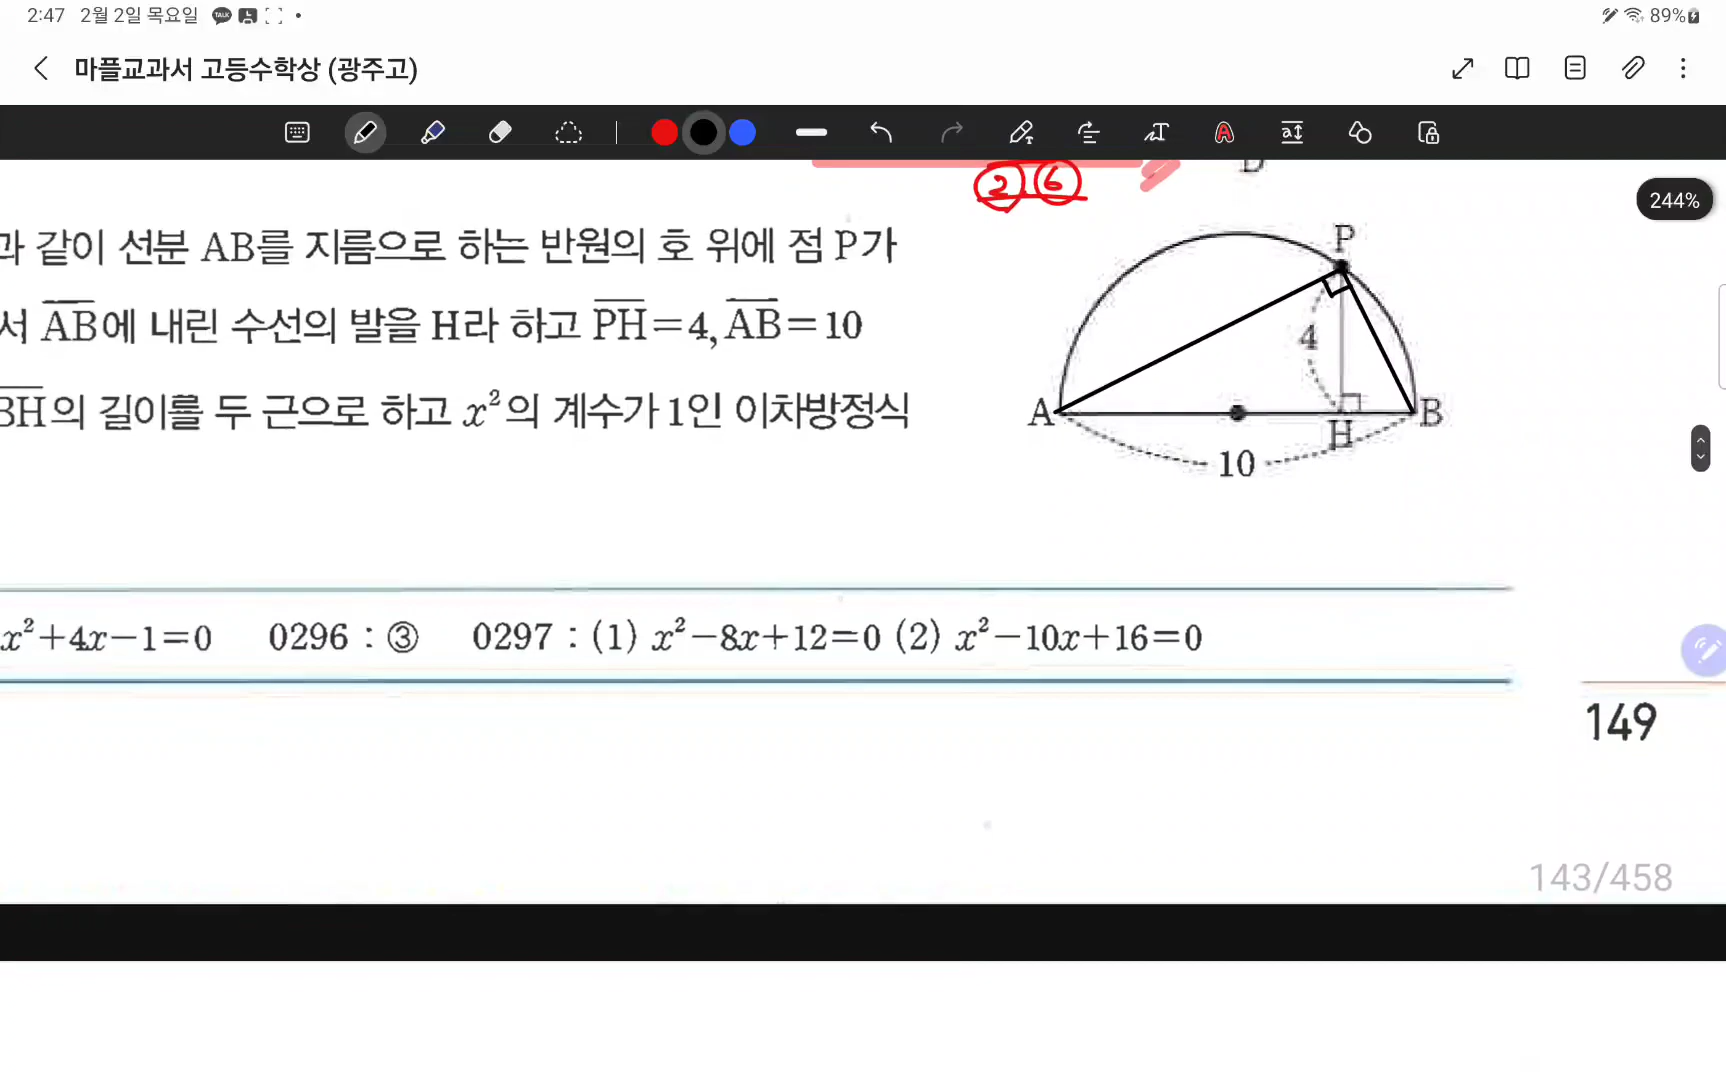 2:47 2월 2일 목요일
89%
마플교과서 고등수학상 (광주고)
244%
② ⑥
과 같이 선분 AB를 지름으로 하는 반원의 호 위에 점 P가
서 AB에 내린 수선의 발을 H라 하고 PH=4, AB=10
BH의 길이를 두 근으로 하고 x²의 계수가 1인 이차방정식
P
4
A
H
B
10
x²+4x−1=0 0296 : ③ 0297 : (1) x²−8x+12=0 (2) x²−10x+16=0
149
143/458